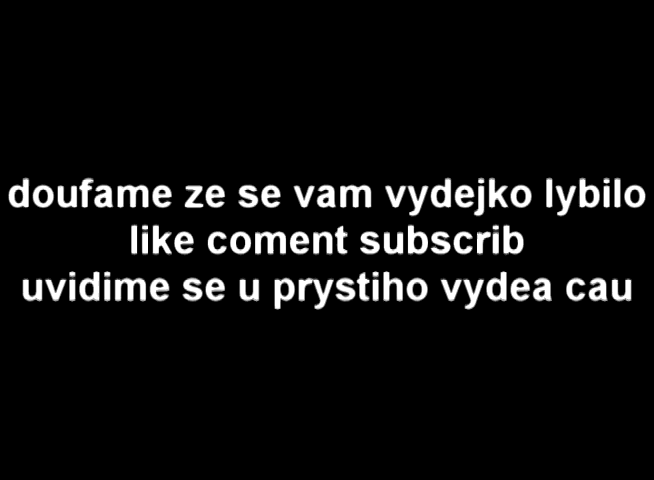 doufame ze se vam vydejko lybilo
like coment subscrib
uvidime se u prystiho vydea cau